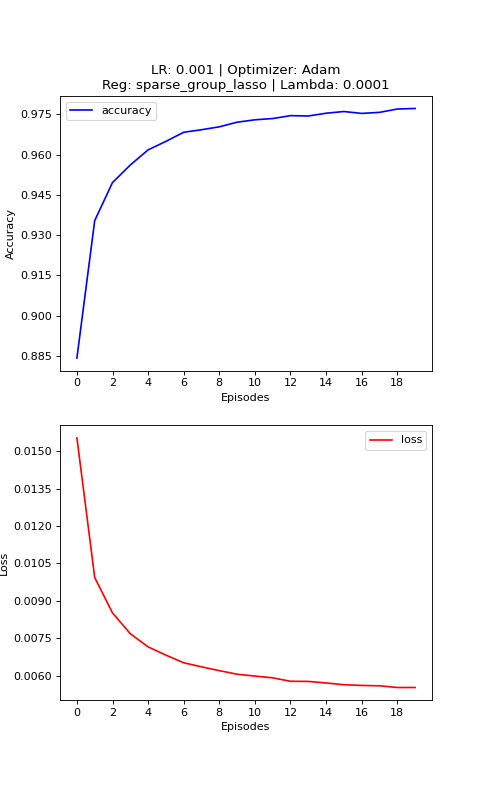 LR: 0.001 | Optimizer: Adam
Reg: sparse_group_lasso | Lambda: 0.0001
accuracy
0.975
0.960
0.945
0.930
0.915
0.900
0.885
Accuracy
0 2 4 6 8 10 12 14 16 18
Episodes
loss
0.0150
0.0135
0.0120
0.0105
0.0090
0.0075
0.0060
Loss
0 2 4 6 8 10 12 14 16 18
Episodes